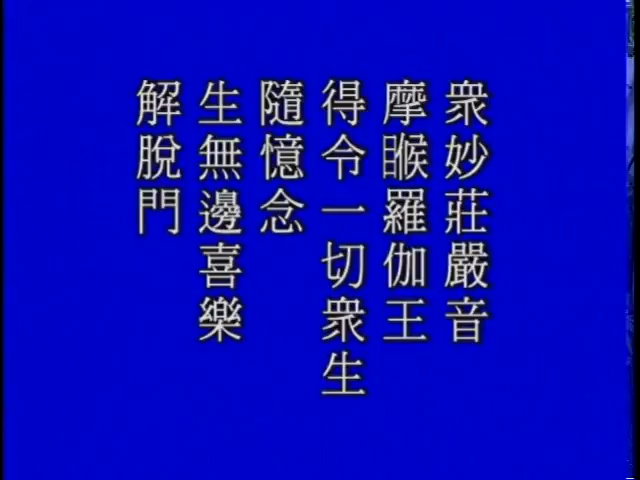 眾妙莊嚴音
摩睺羅伽王
得令一切眾生
隨憶念
生無邊喜樂
解脫門